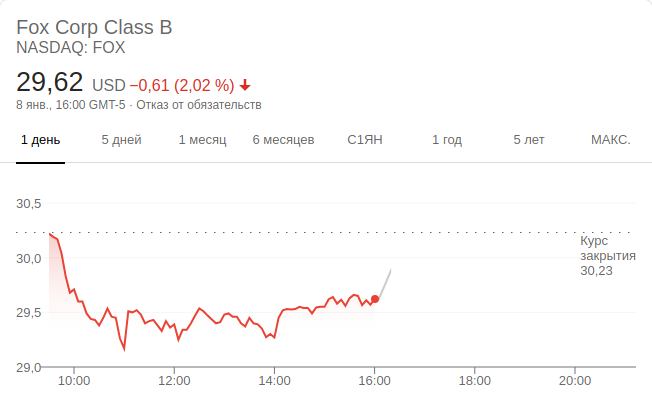 Fox Corp Class B
NASDAQ: FOX
29,62 USD −0,61 (2,02 %)
8 янв., 16:00 GMT-5 · Отказ от обязательств
1 день 5 дней 1 месяц 6 месяцев С1ЯН 1 год 5 лет МАКС.
30,5
Курс
закрытия
30,23
30,0
29,5
29,0
10:00 12:00 14:00 16:00 18:00 20:00